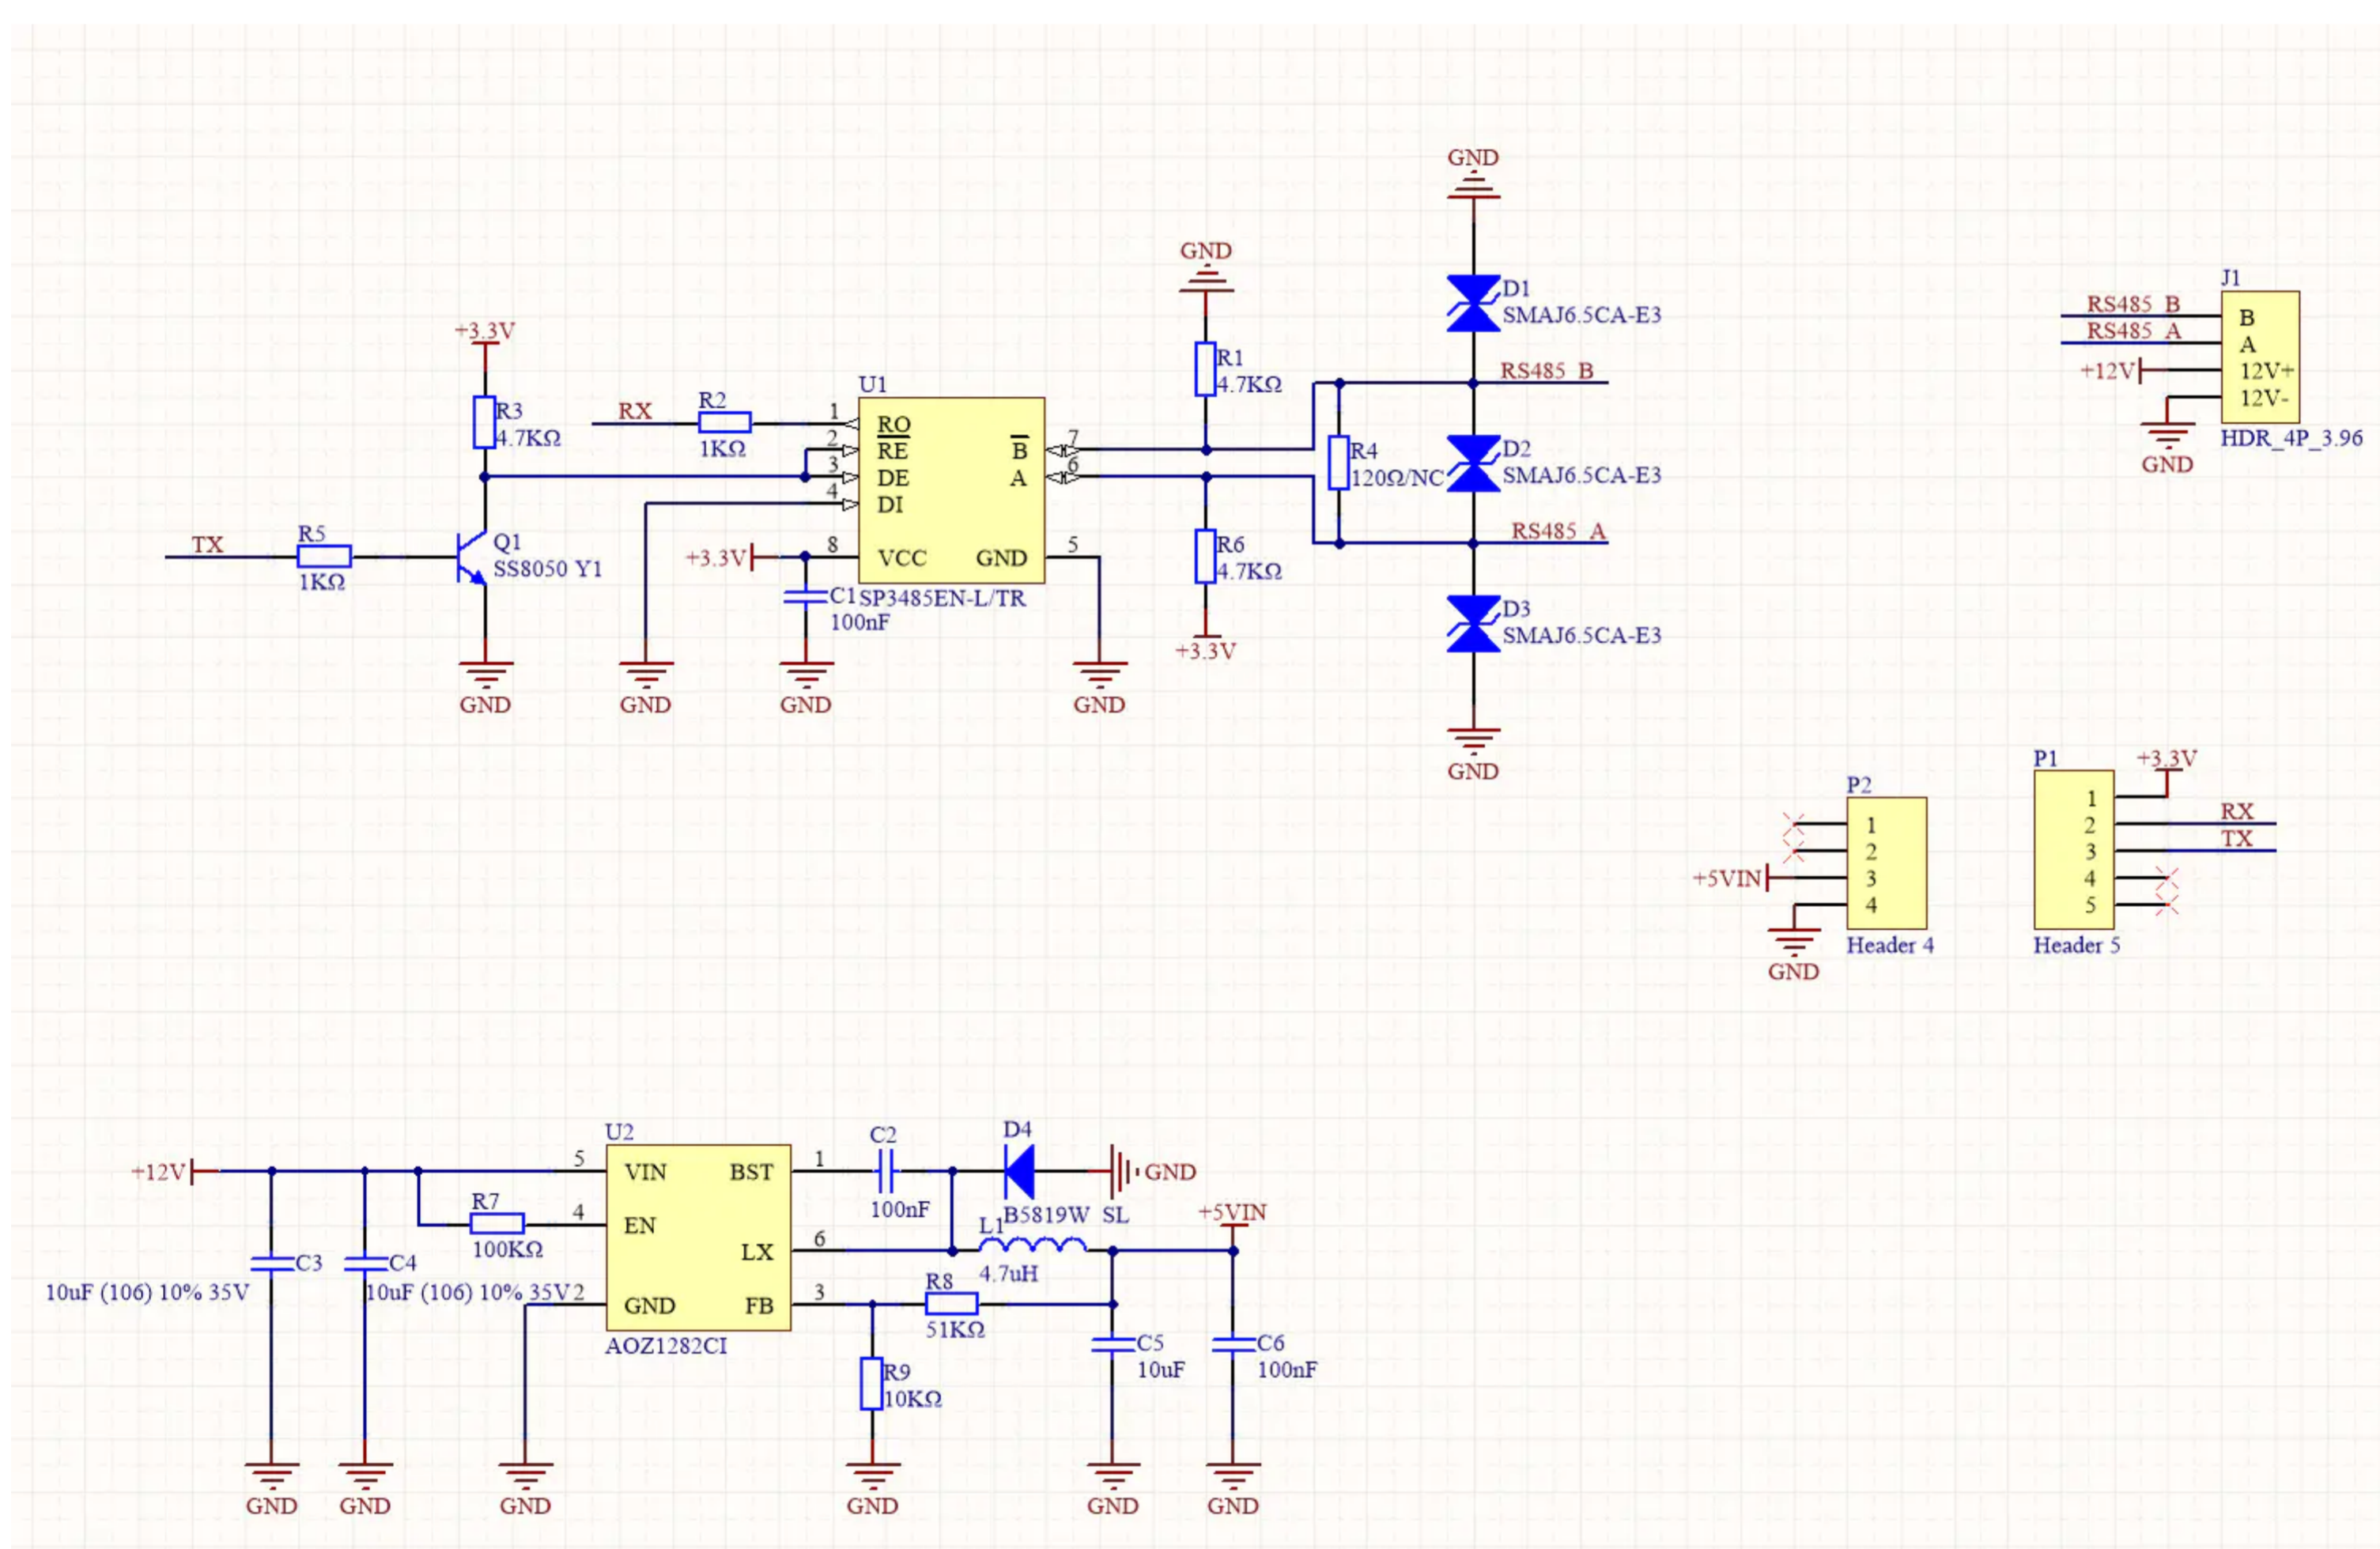 GND
GND
D1
SMAJ6.5CA-E3
J1
RS485_B
B
RS485_A
A
+12V
12V+
12V-
GND
HDR_4P_3.96
+3.3V
R3
4.7KΩ
RX
R2
1KΩ
U1
1
RO
2
RE
3
DE
4
DI
8
VCC
B
7
A
6
GND
5
SP3485EN-L/TR
R1
4.7KΩ
RS485_B
R4
120Ω/NC
D2
SMAJ6.5CA-E3
RS485_A
TX
R5
1KΩ
Q1
SS8050 Y1
+3.3V
C1
100nF
R6
4.7KΩ
+3.3V
D3
SMAJ6.5CA-E3
GND
GND
GND
GND
GND
P2
1
2
+5VIN
3
4
GND
Header 4
P1
+3.3V
1
2
RX
3
TX
4
5
Header 5
U2
+12V
5
VIN
BST
1
R7
100KΩ
4
EN
LX
6
2
GND
FB
3
AOZ1282CI
C2
100nF
D4
GND
B5819W SL
L1
4.7uH
+5VIN
C3
10uF (106) 10% 35V
C4
10uF (106) 10% 35V
R8
51KΩ
R9
10KΩ
C5
10uF
C6
100nF
GND
GND
GND
GND
GND
GND